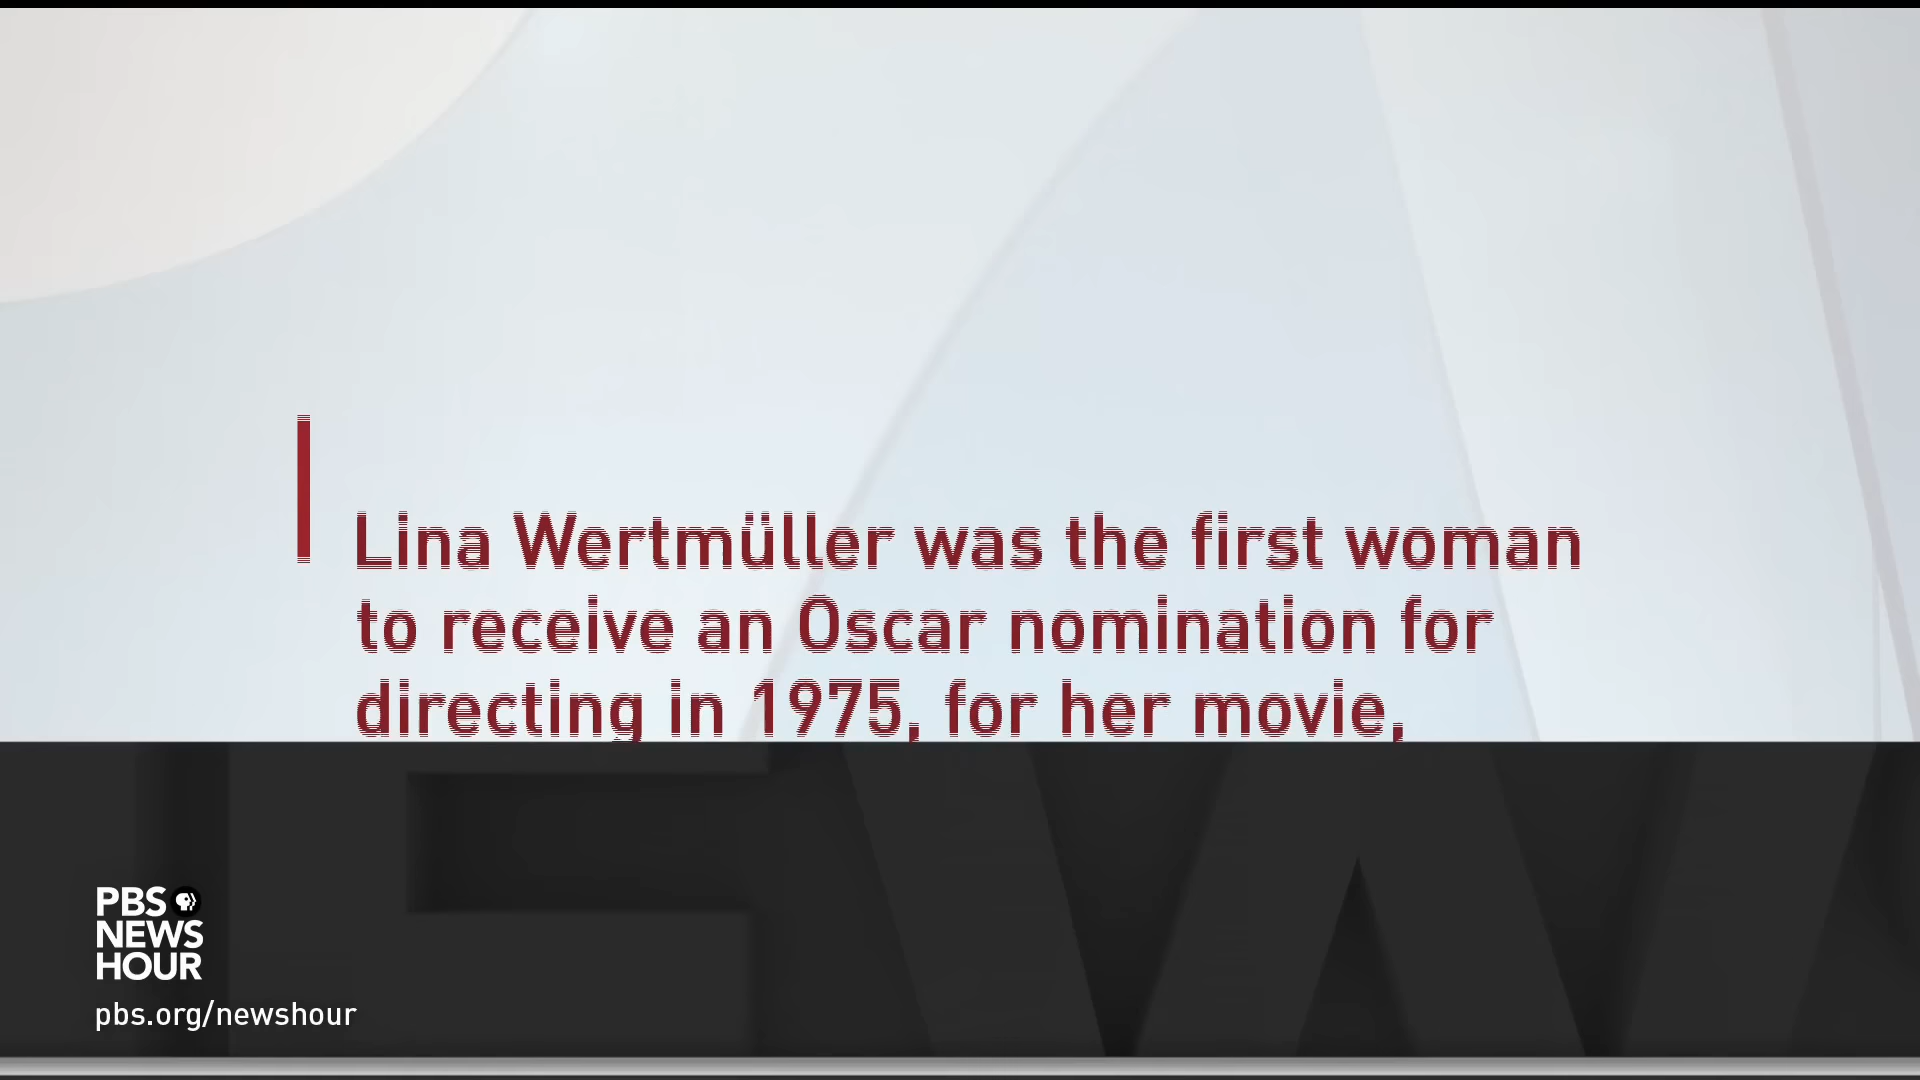 Lina Wertmüller was the first woman
to receive an Oscar nomination for
directing in 1975, for her movie,
PBS
NEWS
HOUR
pbs.org/newshour